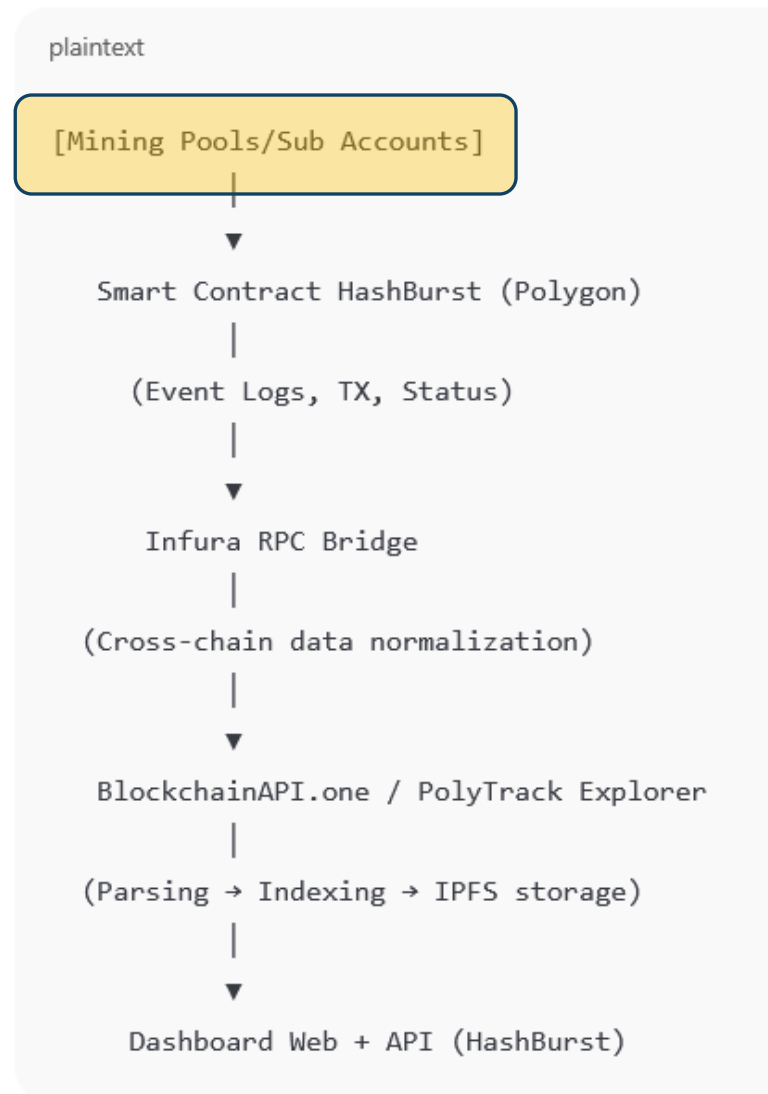 plaintext
[Mining Pools/Sub Accounts]
│
▼
Smart Contract HashBurst (Polygon)
│
(Event Logs, TX, Status)
│
▼
Infura RPC Bridge
│
(Cross-chain data normalization)
│
▼
BlockchainAPI.one / PolyTrack Explorer
│
(Parsing → Indexing → IPFS storage)
│
▼
Dashboard Web + API (HashBurst)